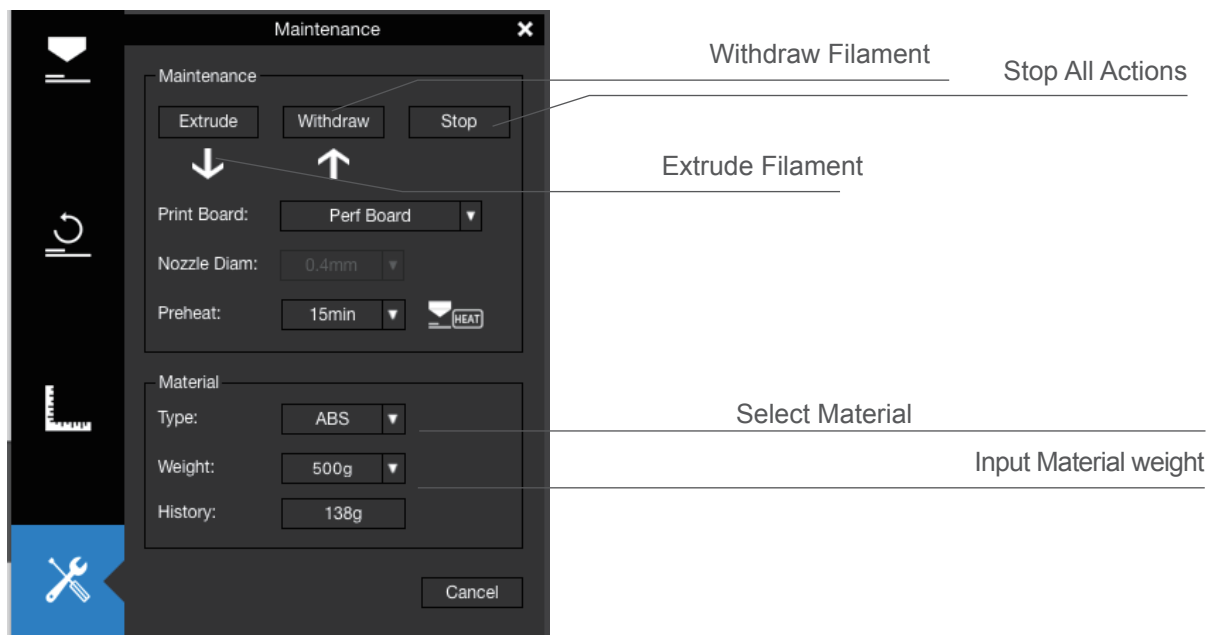 Maintenance
Withdraw Filament
Stop All Actions
Maintenance
Extrude Withdraw Stop
Extrude Filament
Print Board: Perf Board
Nozzle Diam: 0.4mm
Preheat: 15min HEAT
Material
Type: ABS
Select Material
Weight: 500g
Input Material weight
History: 138g
Cancel